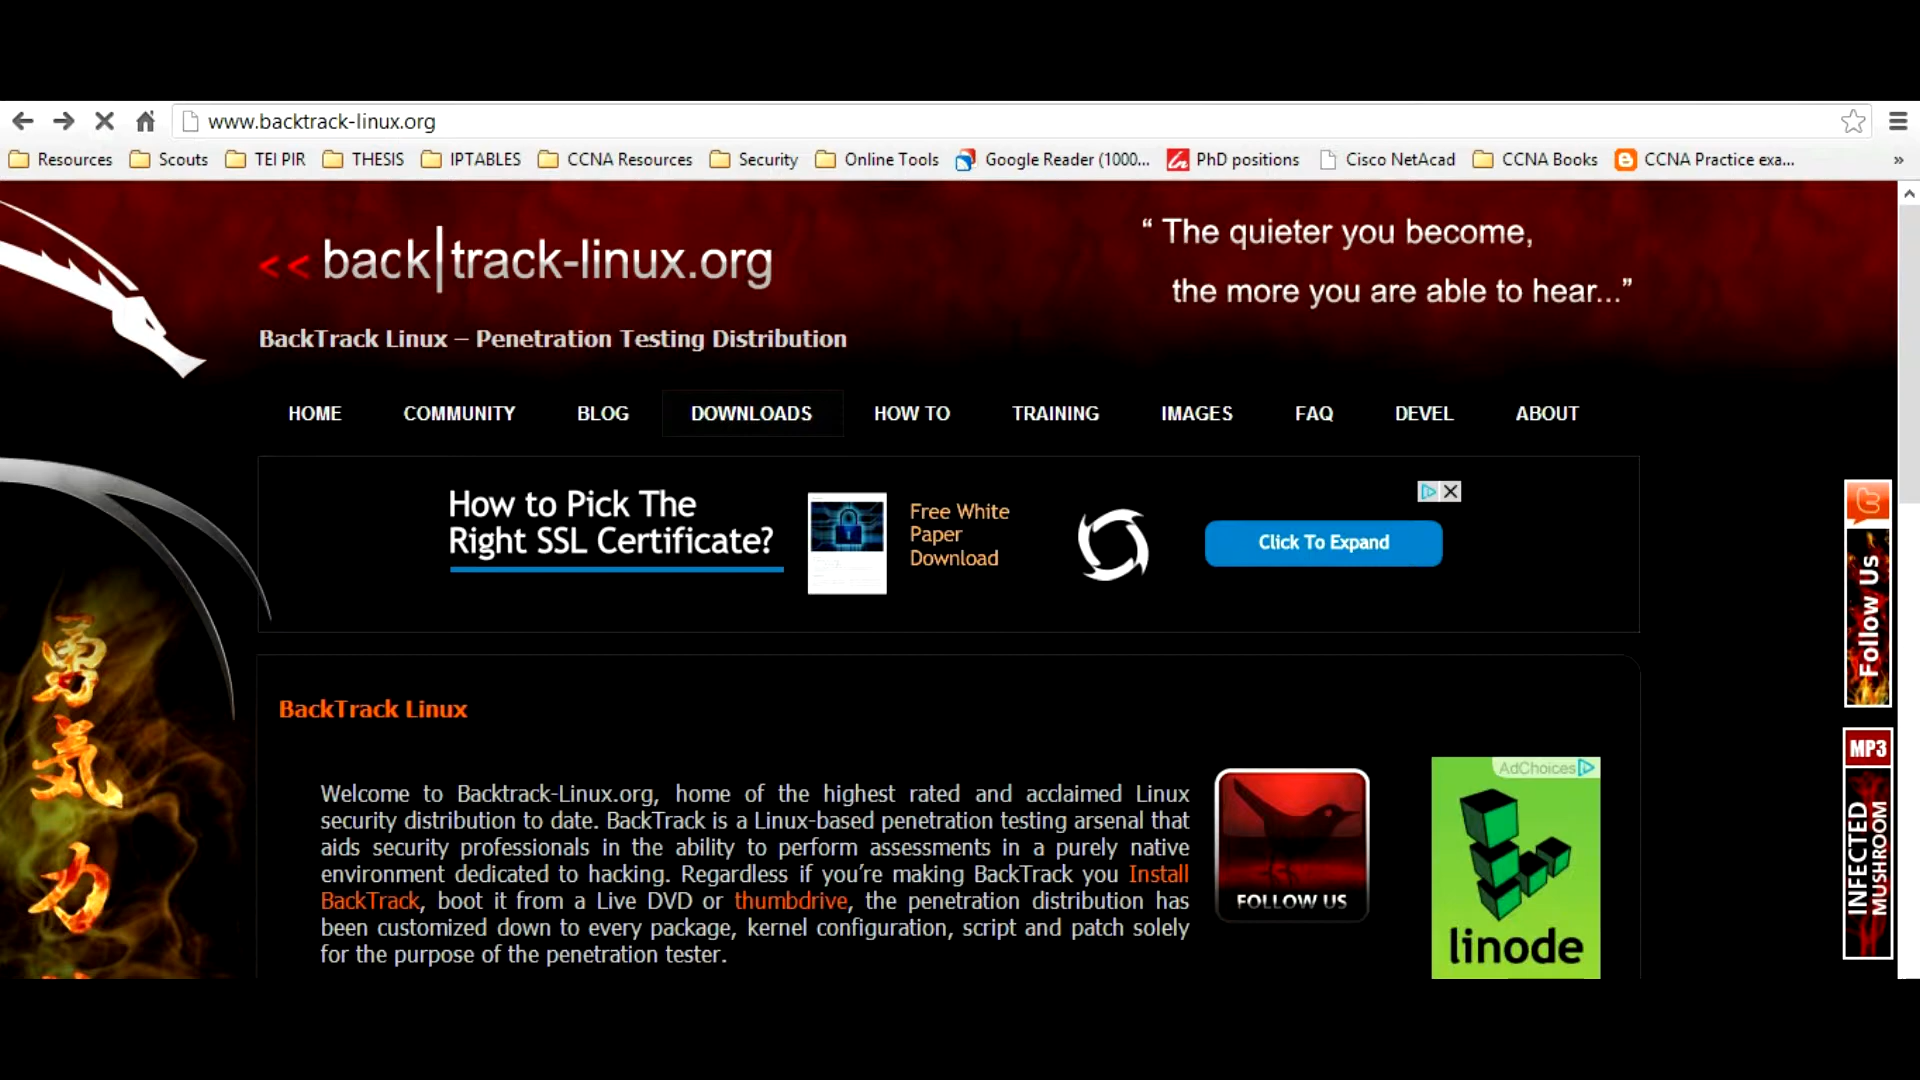 www.backtrack-linux.org
Resources Scouts TEI PIR THESIS IPTABLES CCNA Resources Security Online Tools Google Reader (1000... PhD positions Cisco NetAcad CCNA Books CCNA Practice exa... »
<< back|track-linux.org
“ The quieter you become,
the more you are able to hear...”
BackTrack Linux – Penetration Testing Distribution
HOME COMMUNITY BLOG DOWNLOADS HOW TO TRAINING IMAGES FAQ DEVEL ABOUT
How to Pick The
Right SSL Certificate?
Free White
Paper
Download
Click To Expand
Follow Us
勇
気
力
BackTrack Linux
Welcome to Backtrack-Linux.org, home of the highest rated and acclaimed Linux
security distribution to date. BackTrack is a Linux-based penetration testing arsenal that
aids security professionals in the ability to perform assessments in a purely native
environment dedicated to hacking. Regardless if you’re making BackTrack you Install
BackTrack, boot it from a Live DVD or thumbdrive, the penetration distribution has
been customized down to every package, kernel configuration, script and patch solely
for the purpose of the penetration tester.
FOLLOW US
AdChoices
linode
MP3
INFECTED
MUSHROOM